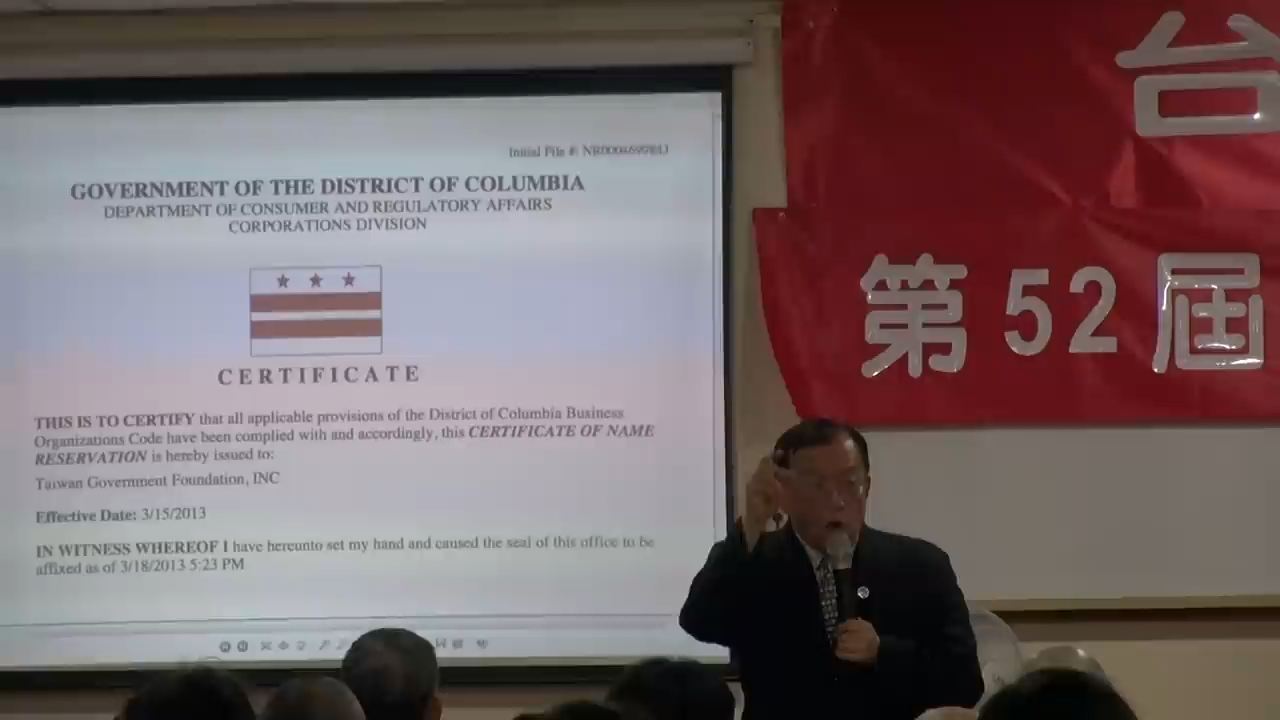 Initial File #:
GOVERNMENT OF THE DISTRICT OF COLUMBIA
DEPARTMENT OF CONSUMER AND REGULATORY AFFAIRS
CORPORATIONS DIVISION
CERTIFICATE
THIS IS TO CERTIFY that all applicable provisions of the District of Columbia Business
Organizations Code have been complied with and accordingly, this CERTIFICATE OF NAME
RESERVATION is hereby issued to:
Taiwan Government Foundation, INC
Effective Date: 3/15/2013
IN WITNESS WHEREOF I have hereunto set my hand and caused the seal of this office to be
affixed as of 3/18/2013 5:23 PM
台
第52屆